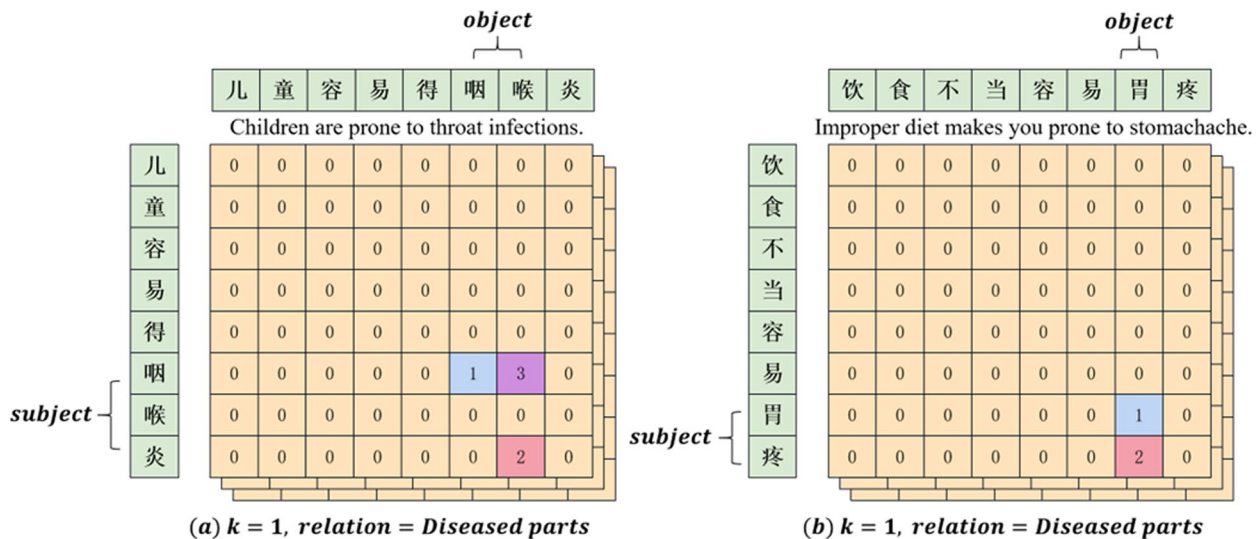 object
object
儿 童 容 易 得 咽 喉 炎
饮 食 不 当 容 易 胃 疼
Children are prone to throat infections.
Improper diet makes you prone to stomachache.
儿 0 0 0 0 0 0 0 0
童 0 0 0 0 0 0 0 0
容 0 0 0 0 0 0 0 0
易 0 0 0 0 0 0 0 0
得 0 0 0 0 0 0 0 0
咽 0 0 0 0 0 1 3 0
subject
喉 0 0 0 0 0 0 0 0
炎 0 0 0 0 0 0 2 0
饮 0 0 0 0 0 0 0 0
食 0 0 0 0 0 0 0 0
不 0 0 0 0 0 0 0 0
当 0 0 0 0 0 0 0 0
容 0 0 0 0 0 0 0 0
易 0 0 0 0 0 0 0 0
胃 0 0 0 0 0 0 1 0
subject
疼 0 0 0 0 0 0 2 0
(a) k = 1, relation = Diseased parts
(b) k = 1, relation = Diseased parts